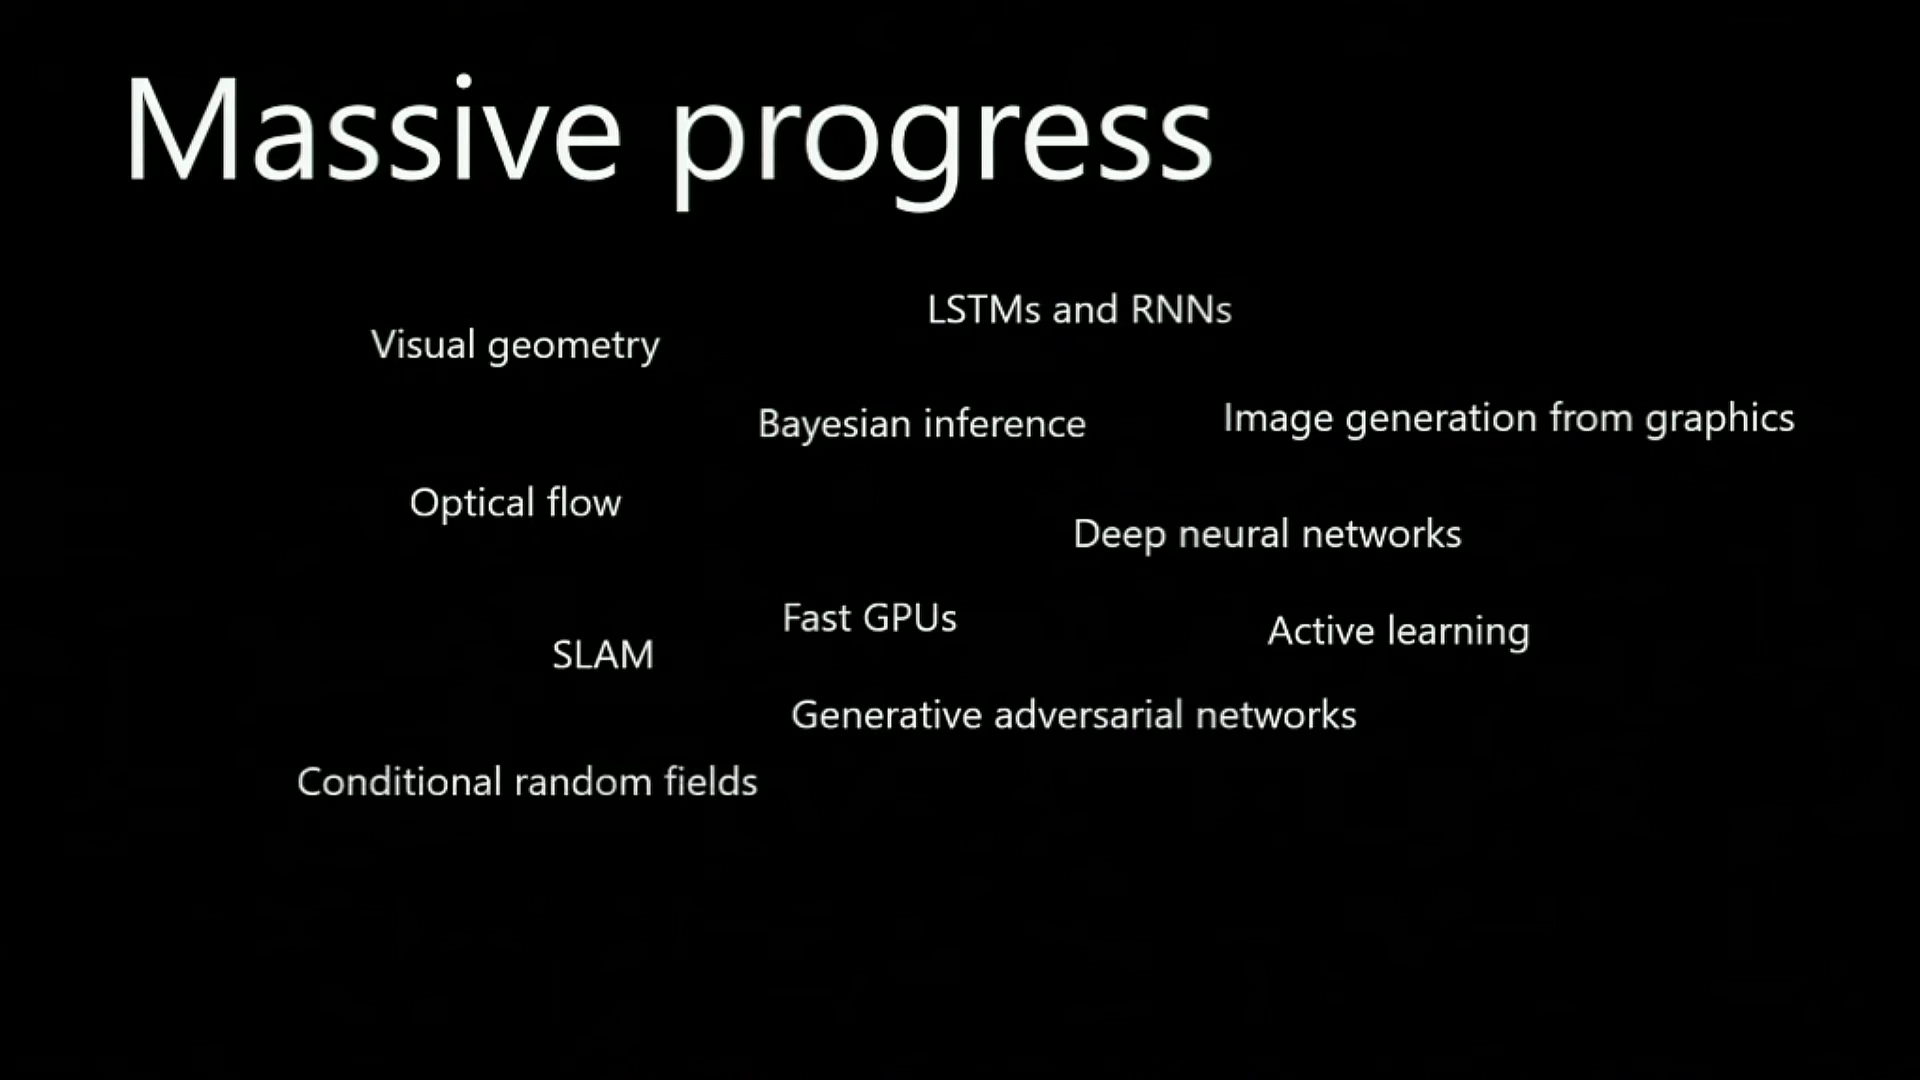 Massive progress
LSTMs and RNNs
Visual geometry
Bayesian inference
Image generation from graphics
Optical flow
Deep neural networks
Fast GPUs
Active learning
SLAM
Generative adversarial networks
Conditional random fields